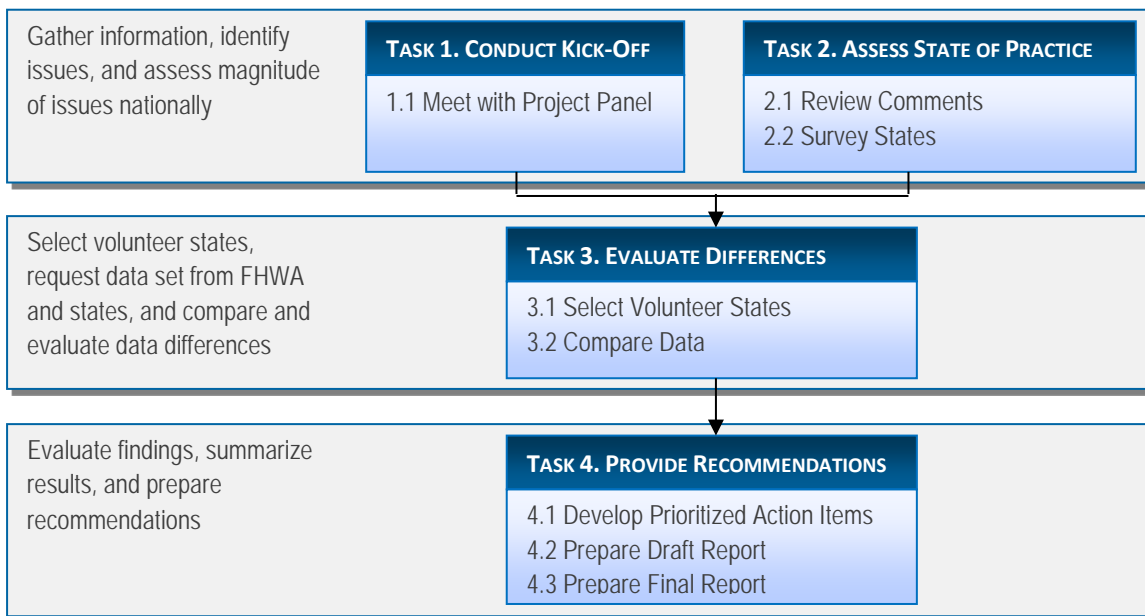 Gather information, identify
issues, and assess magnitude
of issues nationally
TASK 1. CONDUCT KICK-OFF
1.1 Meet with Project Panel
TASK 2. ASSESS STATE OF PRACTICE
2.1 Review Comments
2.2 Survey States
Select volunteer states,
request data set from FHWA
and states, and compare and
evaluate data differences
TASK 3. EVALUATE DIFFERENCES
3.1 Select Volunteer States
3.2 Compare Data
Evaluate findings, summarize
results, and prepare
recommendations
TASK 4. PROVIDE RECOMMENDATIONS
4.1 Develop Prioritized Action Items
4.2 Prepare Draft Report
4.3 Prepare Final Report